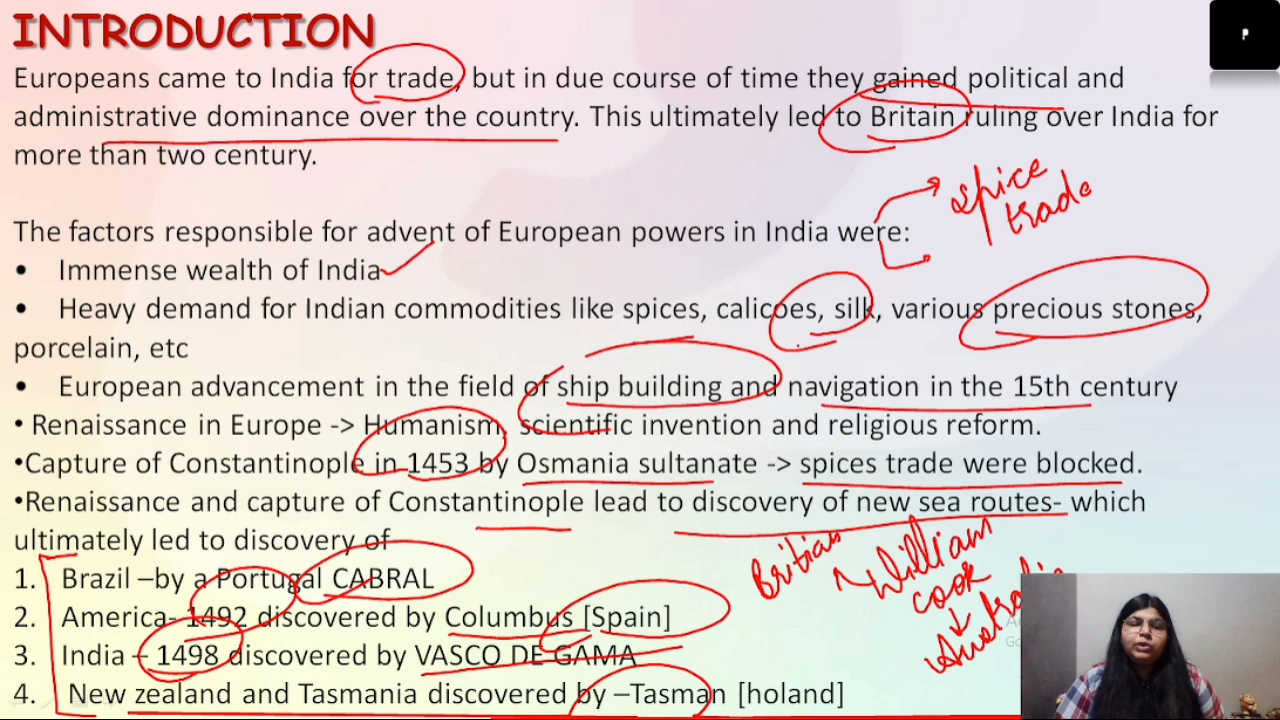 INTRODUCTION
Europeans came to India for trade, but in due course of time they gained political and
administrative dominance over the country. This ultimately led to Britain ruling over India for
more than two century.
spice
trade
The factors responsible for advent of European powers in India were:
• Immense wealth of India
• Heavy demand for Indian commodities like spices, calicoes, silk, various precious stones,
porcelain, etc
• European advancement in the field of ship building and navigation in the 15th century
• Renaissance in Europe -> Humanism, scientific invention and religious reform.
•Capture of Constantinople in 1453 by Osmania sultanate -> spices trade were blocked.
•Renaissance and capture of Constantinople lead to discovery of new sea routes- which
ultimately led to discovery of
1. Brazil –by a Portugal CABRAL
2. America- 1492 discovered by Columbus [Spain]
3. India – 1498 discovered by VASCO DE GAMA
4. New zealand and Tasmania discovered by –Tasman [holand]
William
cook